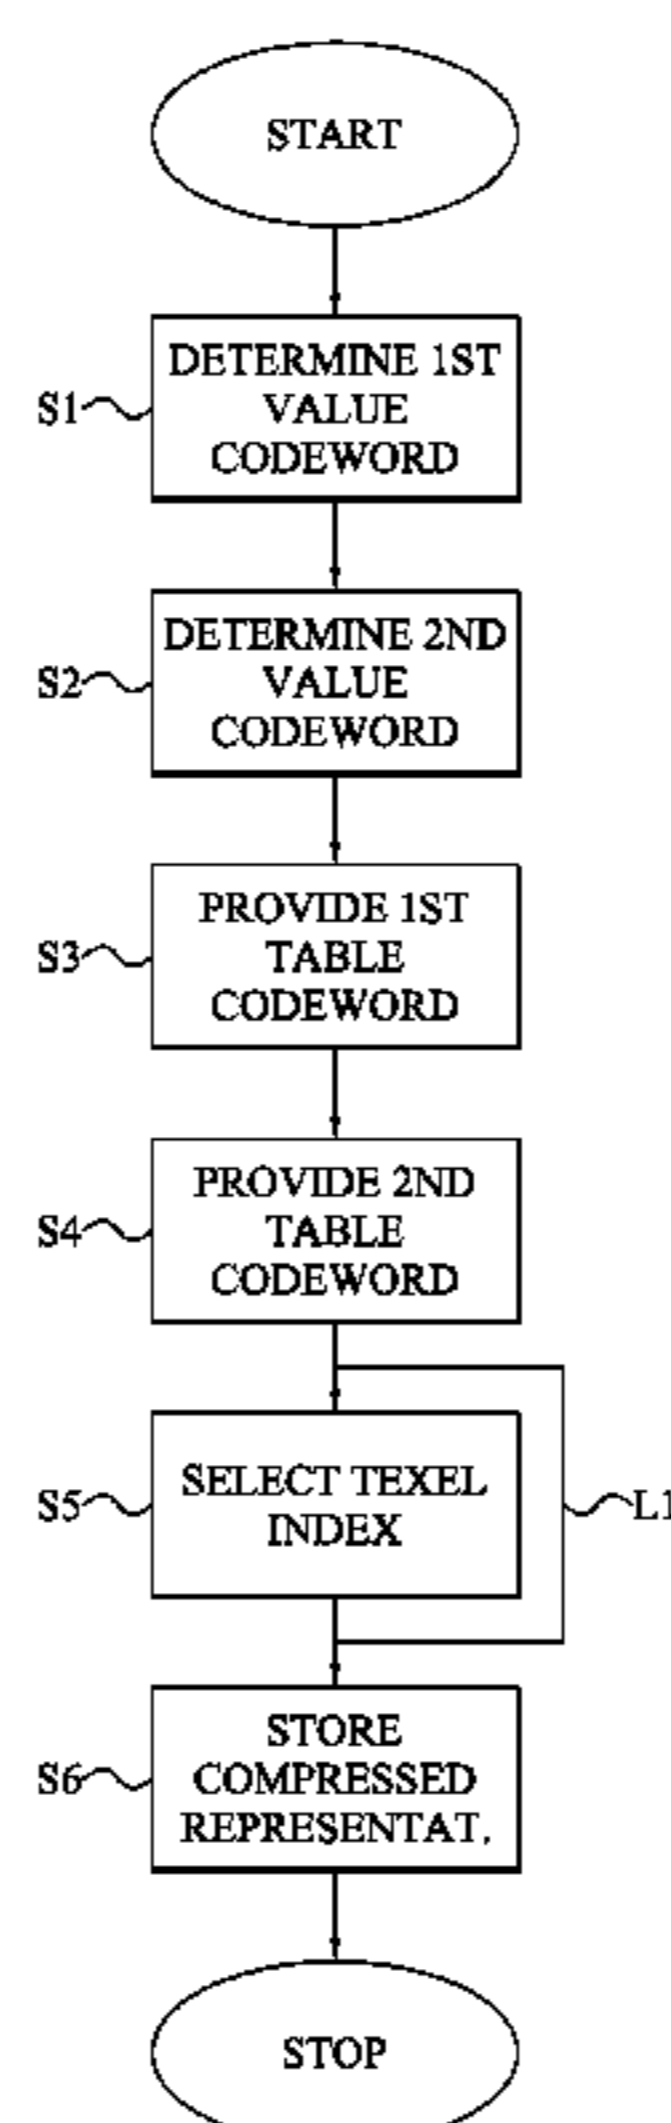 START
DETERMINE 1ST
VALUE
CODEWORD
S1
DETERMINE 2ND
VALUE
CODEWORD
S2
PROVIDE 1ST
TABLE
CODEWORD
S3
PROVIDE 2ND
TABLE
CODEWORD
S4
SELECT TEXEL
INDEX
S5
L1
STORE
COMPRESSED
REPRESENTAT.
S6
STOP